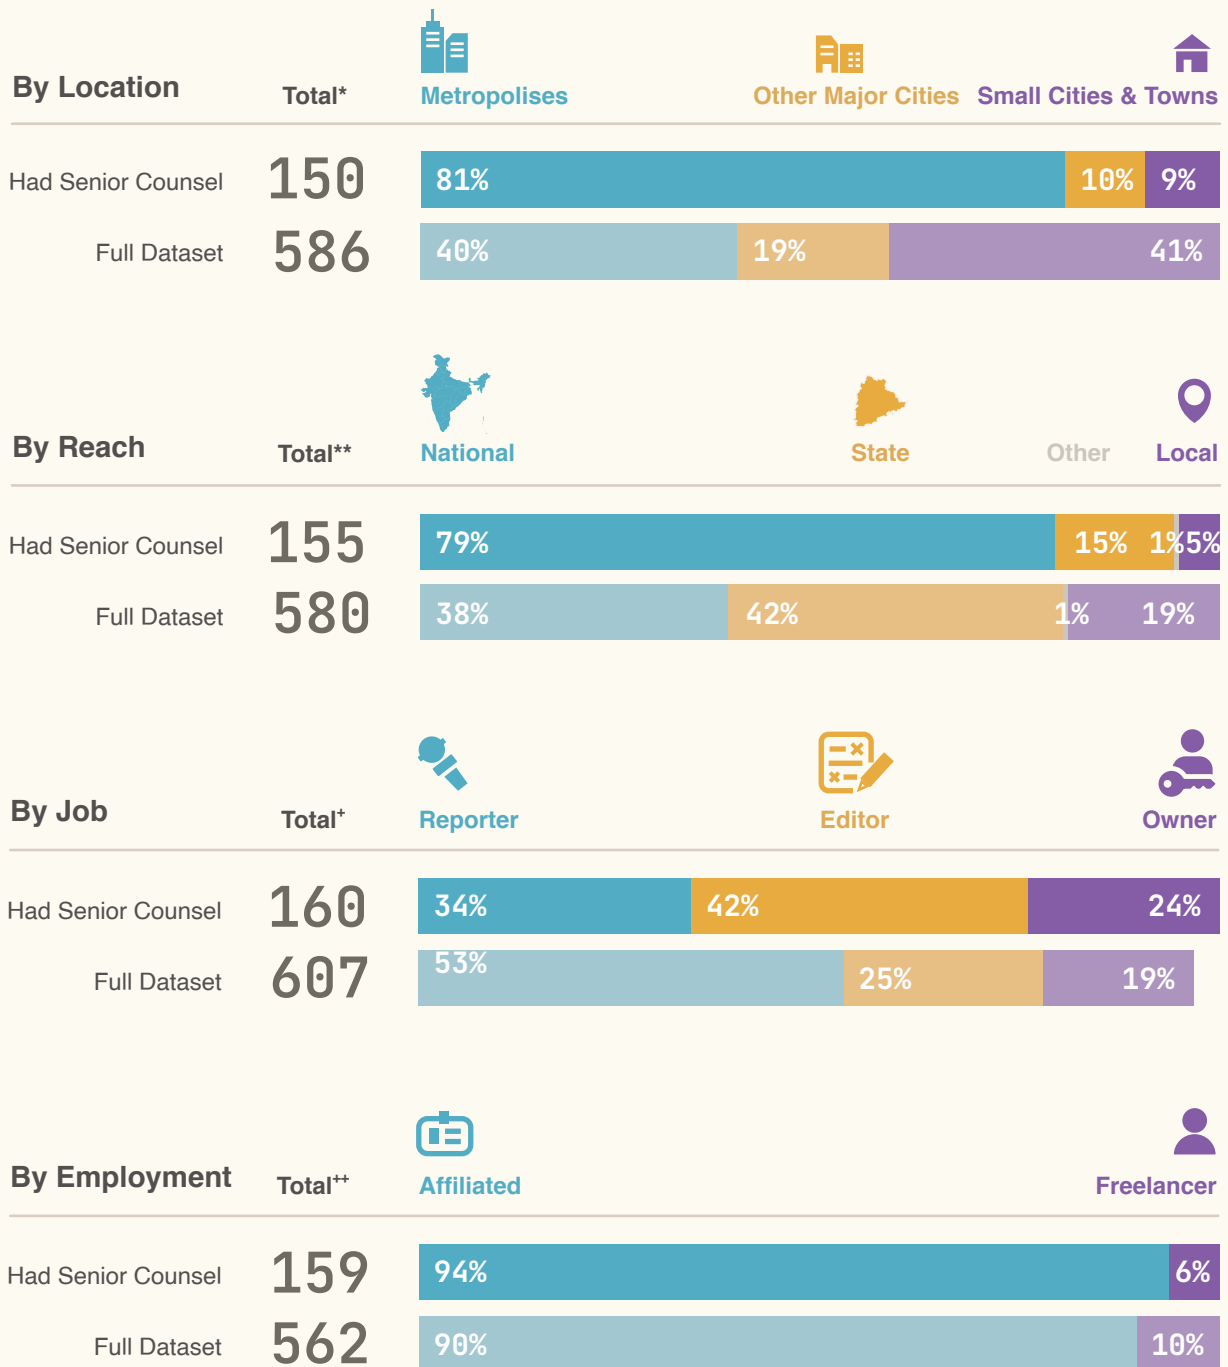 By Location Total* Metropolises Other Major Cities Small Cities & Towns
Had Senior Counsel 150 81% 10% 9%
Full Dataset 586 40% 19% 41%
By Reach Total** National State Other Local
Had Senior Counsel 155 79% 15% 1% 5%
Full Dataset 580 38% 42% 1% 19%
By Job Total+ Reporter Editor Owner
Had Senior Counsel 160 34% 42% 24%
Full Dataset 607 53% 25% 19%
By Employment Total++ Affiliated Freelancer
Had Senior Counsel 159 94% 6%
Full Dataset 562 90% 10%